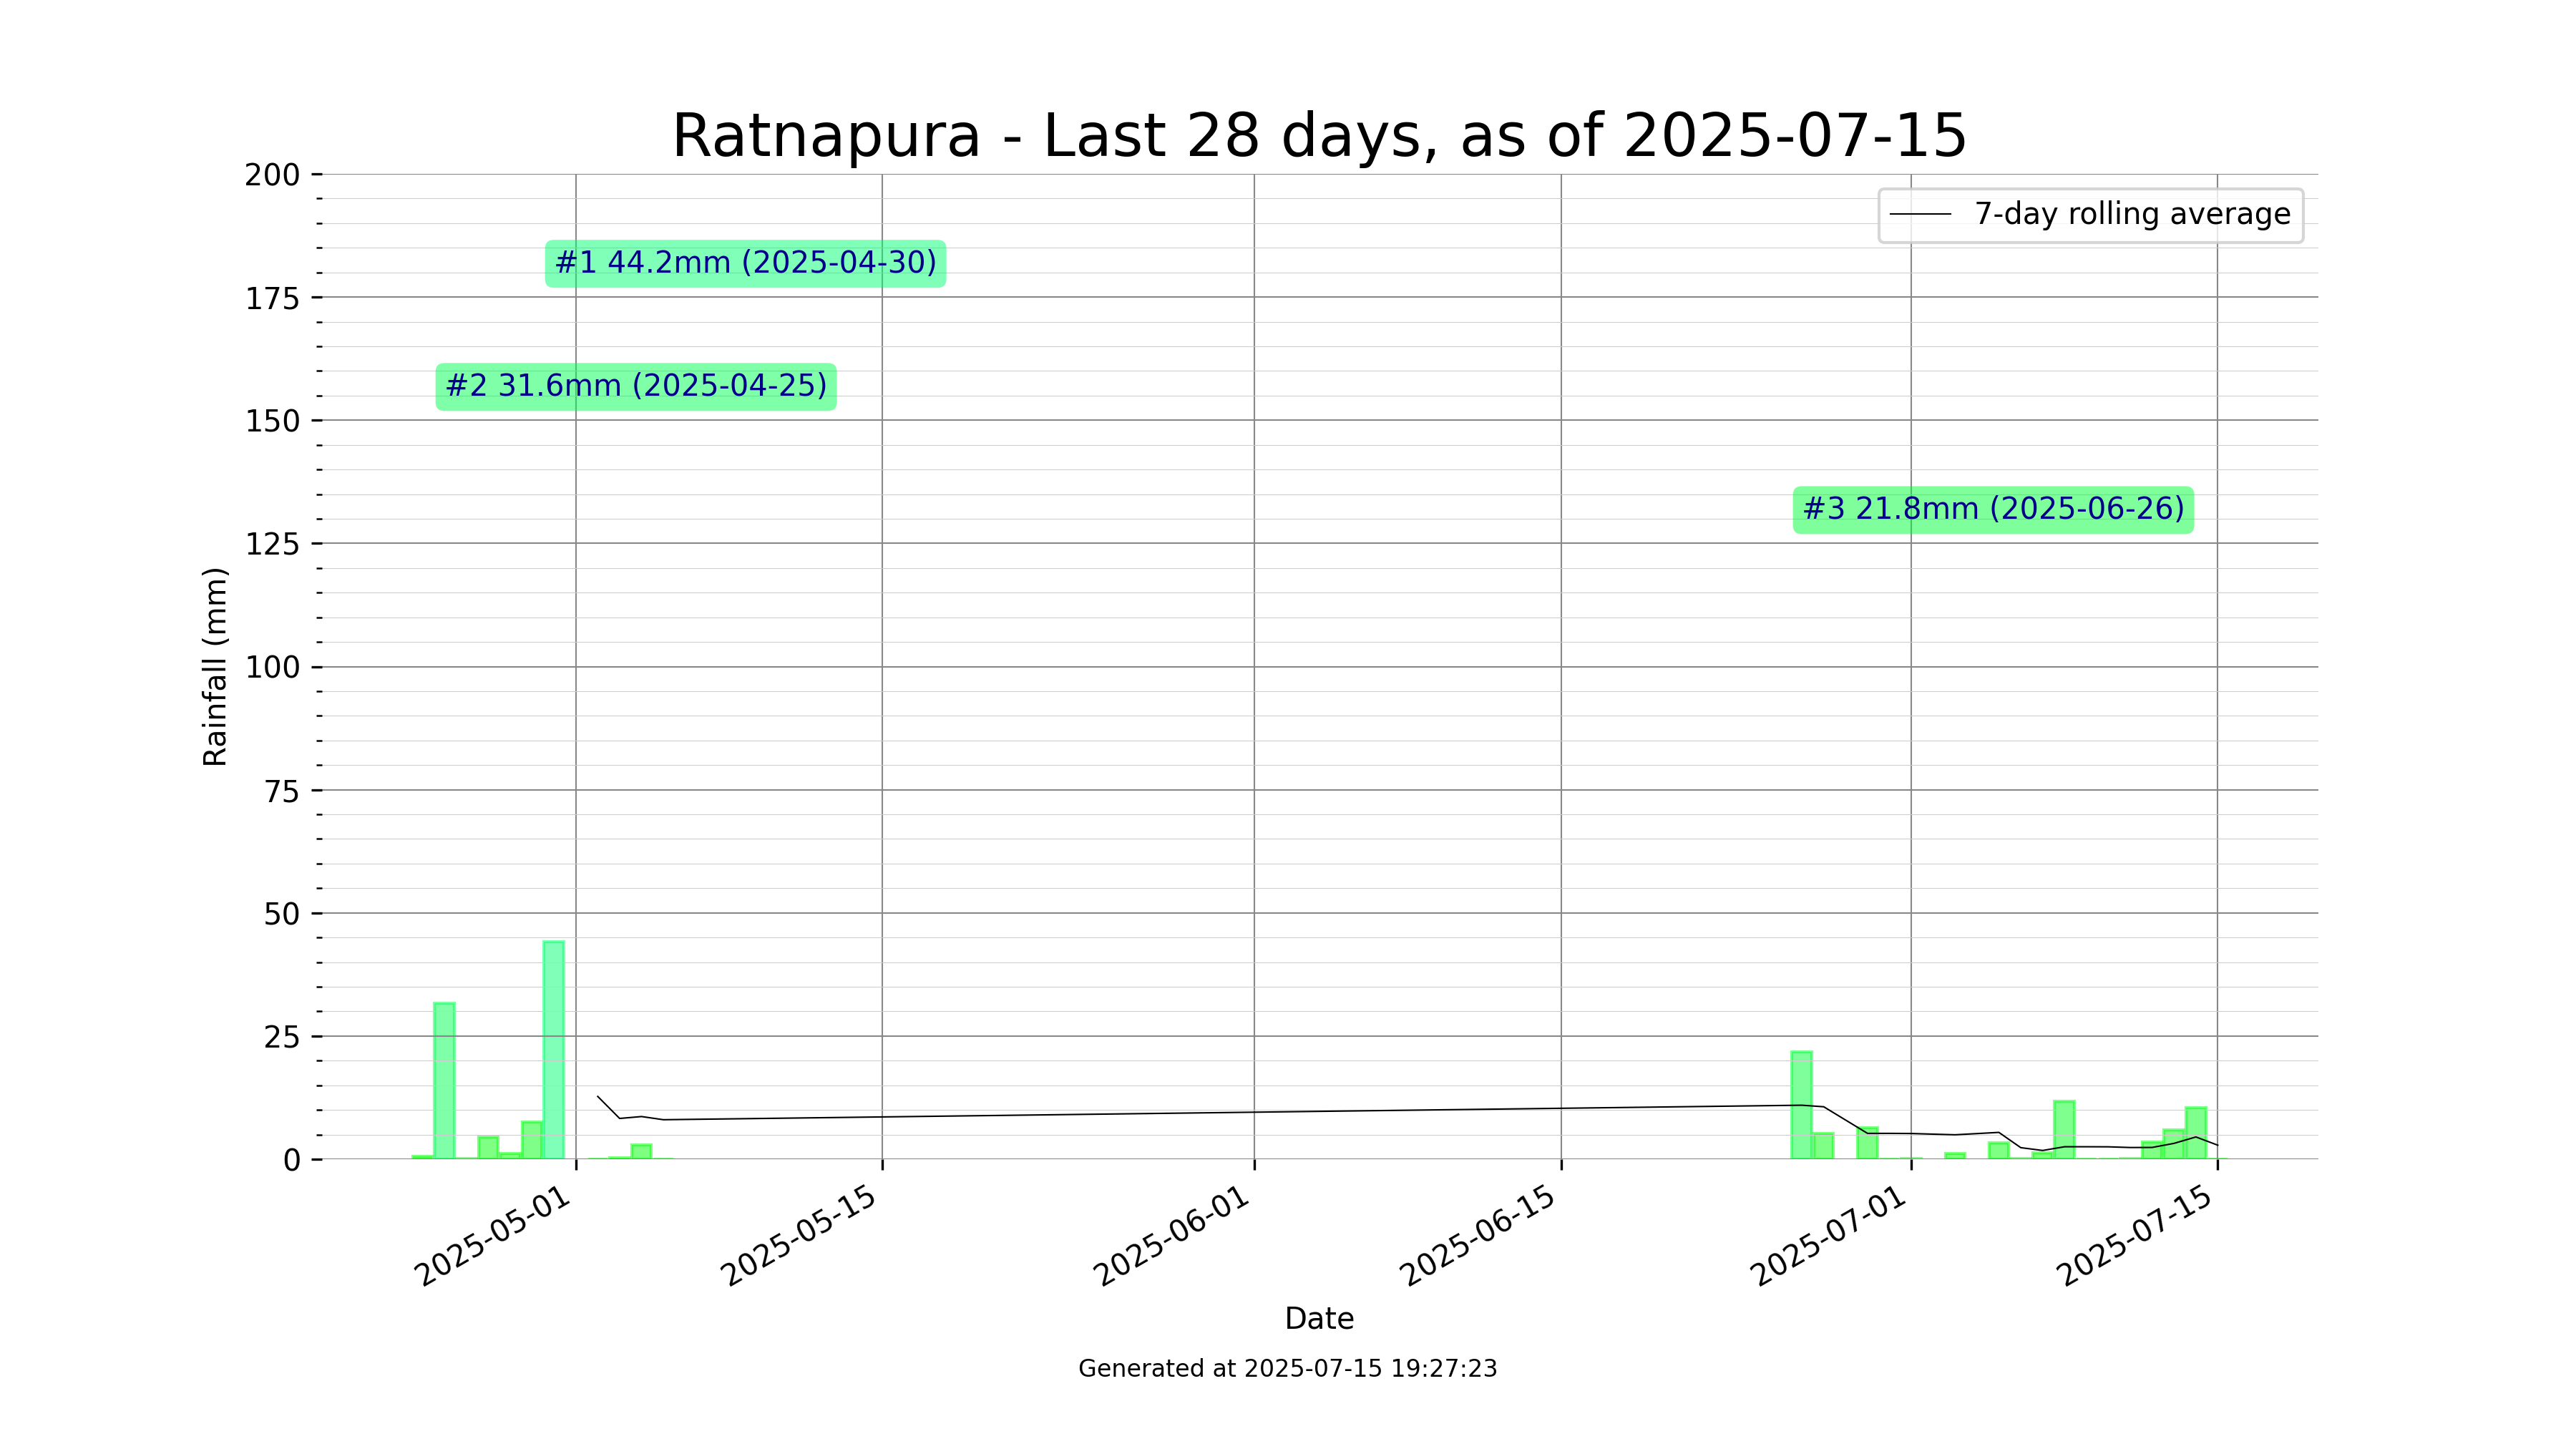 Ratnapura - Last 28 days, as of 2025-07-15
7-day rolling average
#1 44.2mm (2025-04-30)
#2 31.6mm (2025-04-25)
#3 21.8mm (2025-06-26)
Rainfall (mm)
200
175
150
125
100
75
50
25
0
2025-05-01
2025-05-15
2025-06-01
2025-06-15
2025-07-01
2025-07-15
Date
Generated at 2025-07-15 19:27:23